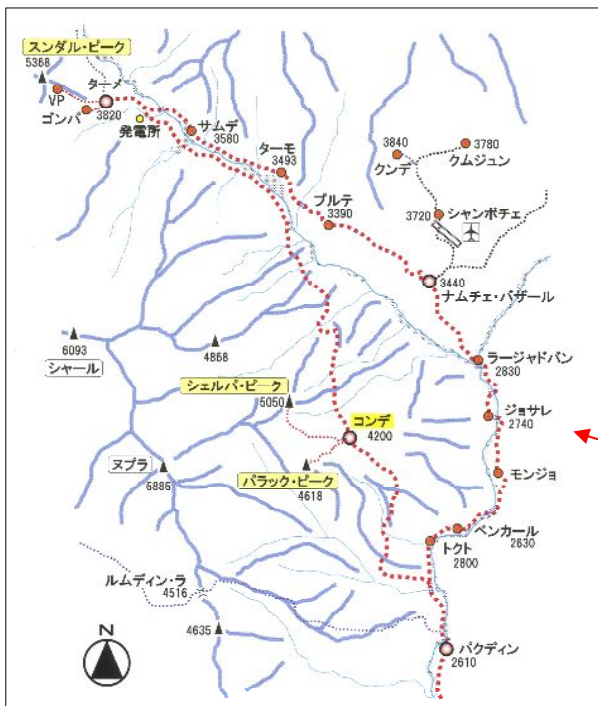 スンダル・ピーク
5368
VP
ターメ
3820
ゴンパ
発電所
サムデ
3580
ターモ
3493
プルテ
3390
3840
クンデ
3780
クムジュン
3720
シャンボチェ
3440
ナムチェ・バザール
ラージャドバン
2830
ジョサレ
2740
モンジョ
ベンカール
2630
トクト
2800
パクディン
2610
6093
シャール
4868
シェルパ・ピーク
5050
コンデ
4200
パラック・ピーク
4618
ヌプラ
5885
ルムディン・ラ
4516
4635
N